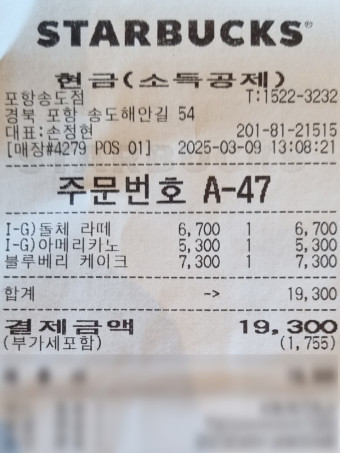 STARBUCKS®
현금(소득공제)
포항송도점 T:1522-3232
경북 포항 송도해안길 54
대표:손정현 201-81-21515
[매장#4279 POS 01] 2025-03-09 13:08:21
주문번호 A-47
I-G)돌체 라떼 6,700 1 6,700
I-G)아메리카노 5,300 1 5,300
블루베리 케이크 7,300 1 7,300
합계 -> 19,300
결제금액 19,300
(부가세포함) (1,755)